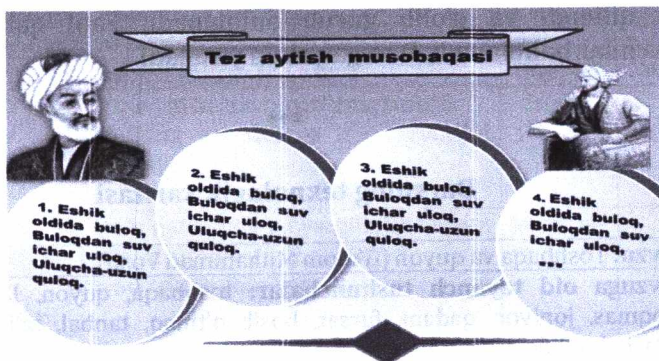 Tez aytish musobaqasi
1. Eshik
oldida buloq,
Buloqdan suv
ichar uloq,
Uluqcha-uzun
quloq.
2. Eshik
oldida buloq,
Buloqdan suv
ichar uloq,
Uluqcha-uzun
quloq.
3. Eshik
oldida buloq,
Buloqdan suv
ichar uloq,
Uluqcha-uzun
quloq.
4. Eshik
oldida buloq,
Buloqdan suv
ichar uloq,
...